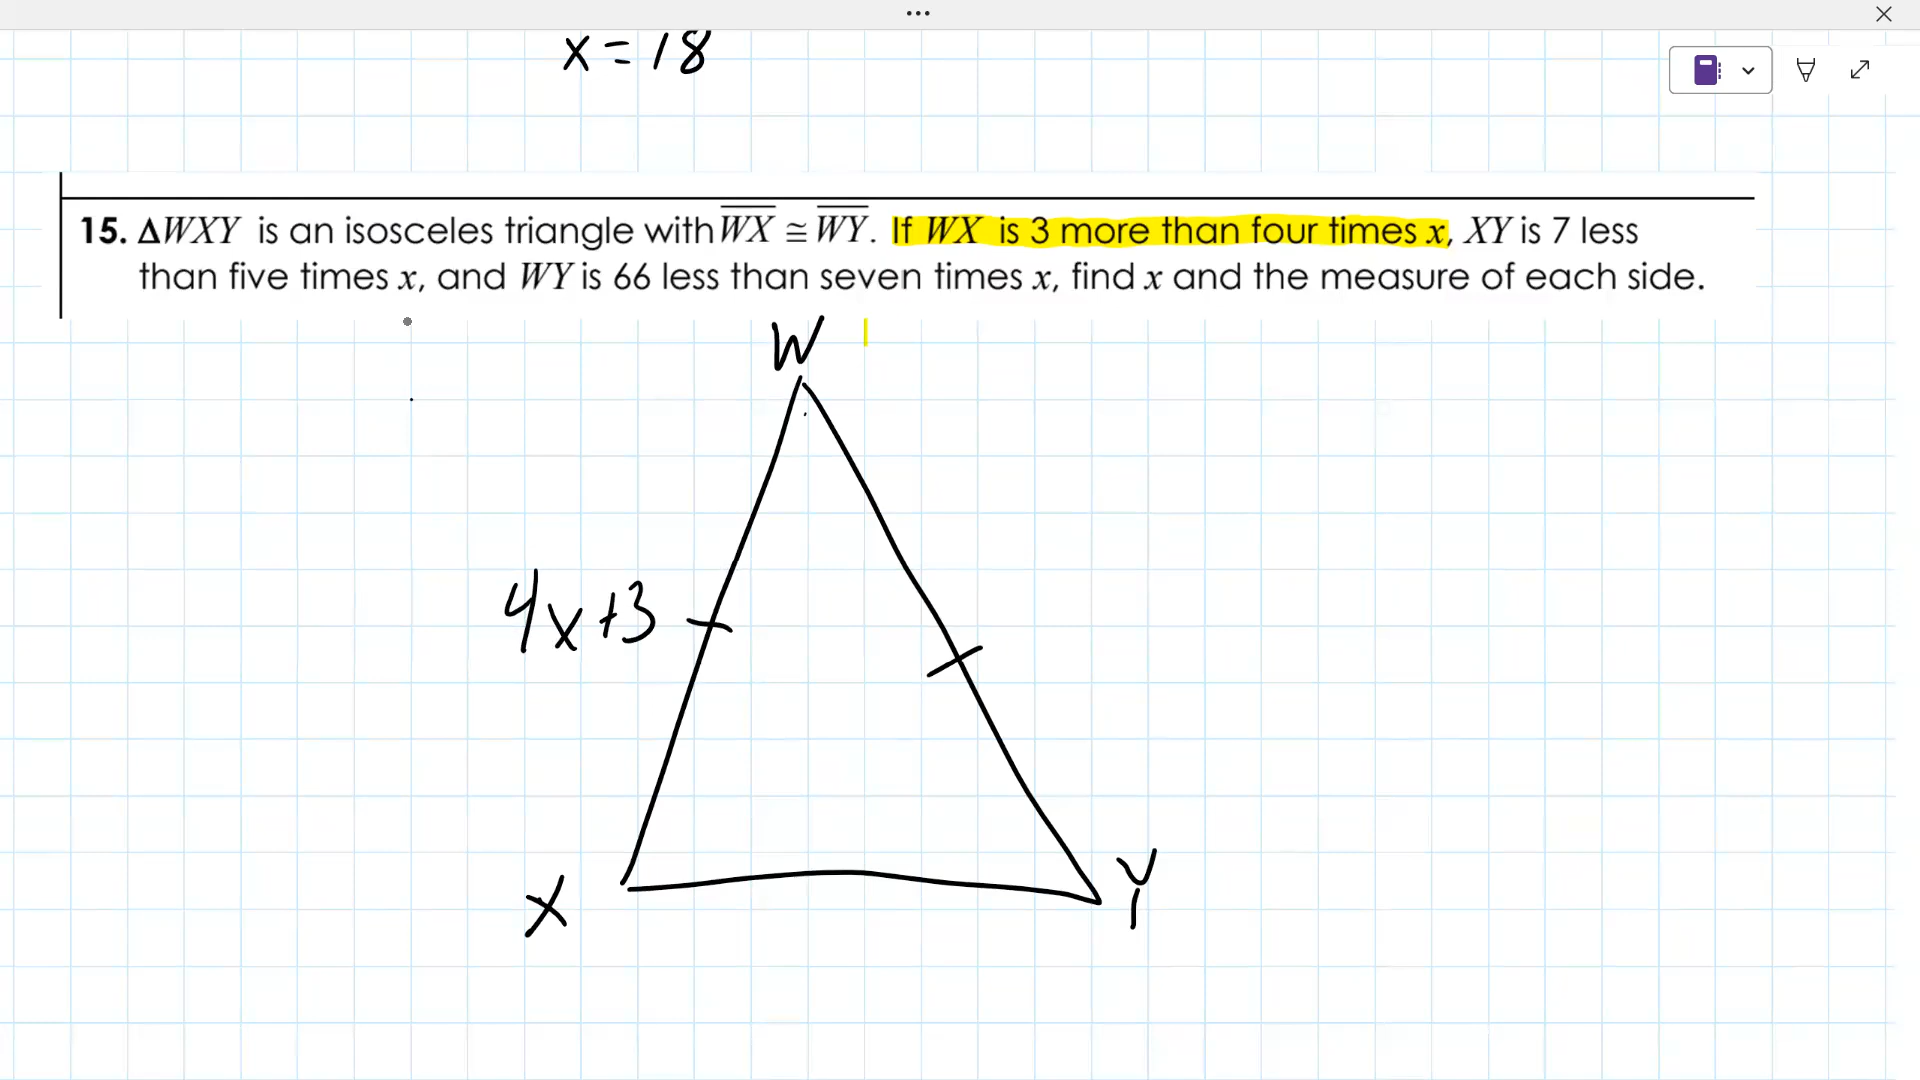 x = 18
15. ΔWXY is an isosceles triangle with WX ≅ WY. If WX is 3 more than four times x, XY is 7 less
than five times x, and WY is 66 less than seven times x, find x and the measure of each side.
W
4x+3
X
Y